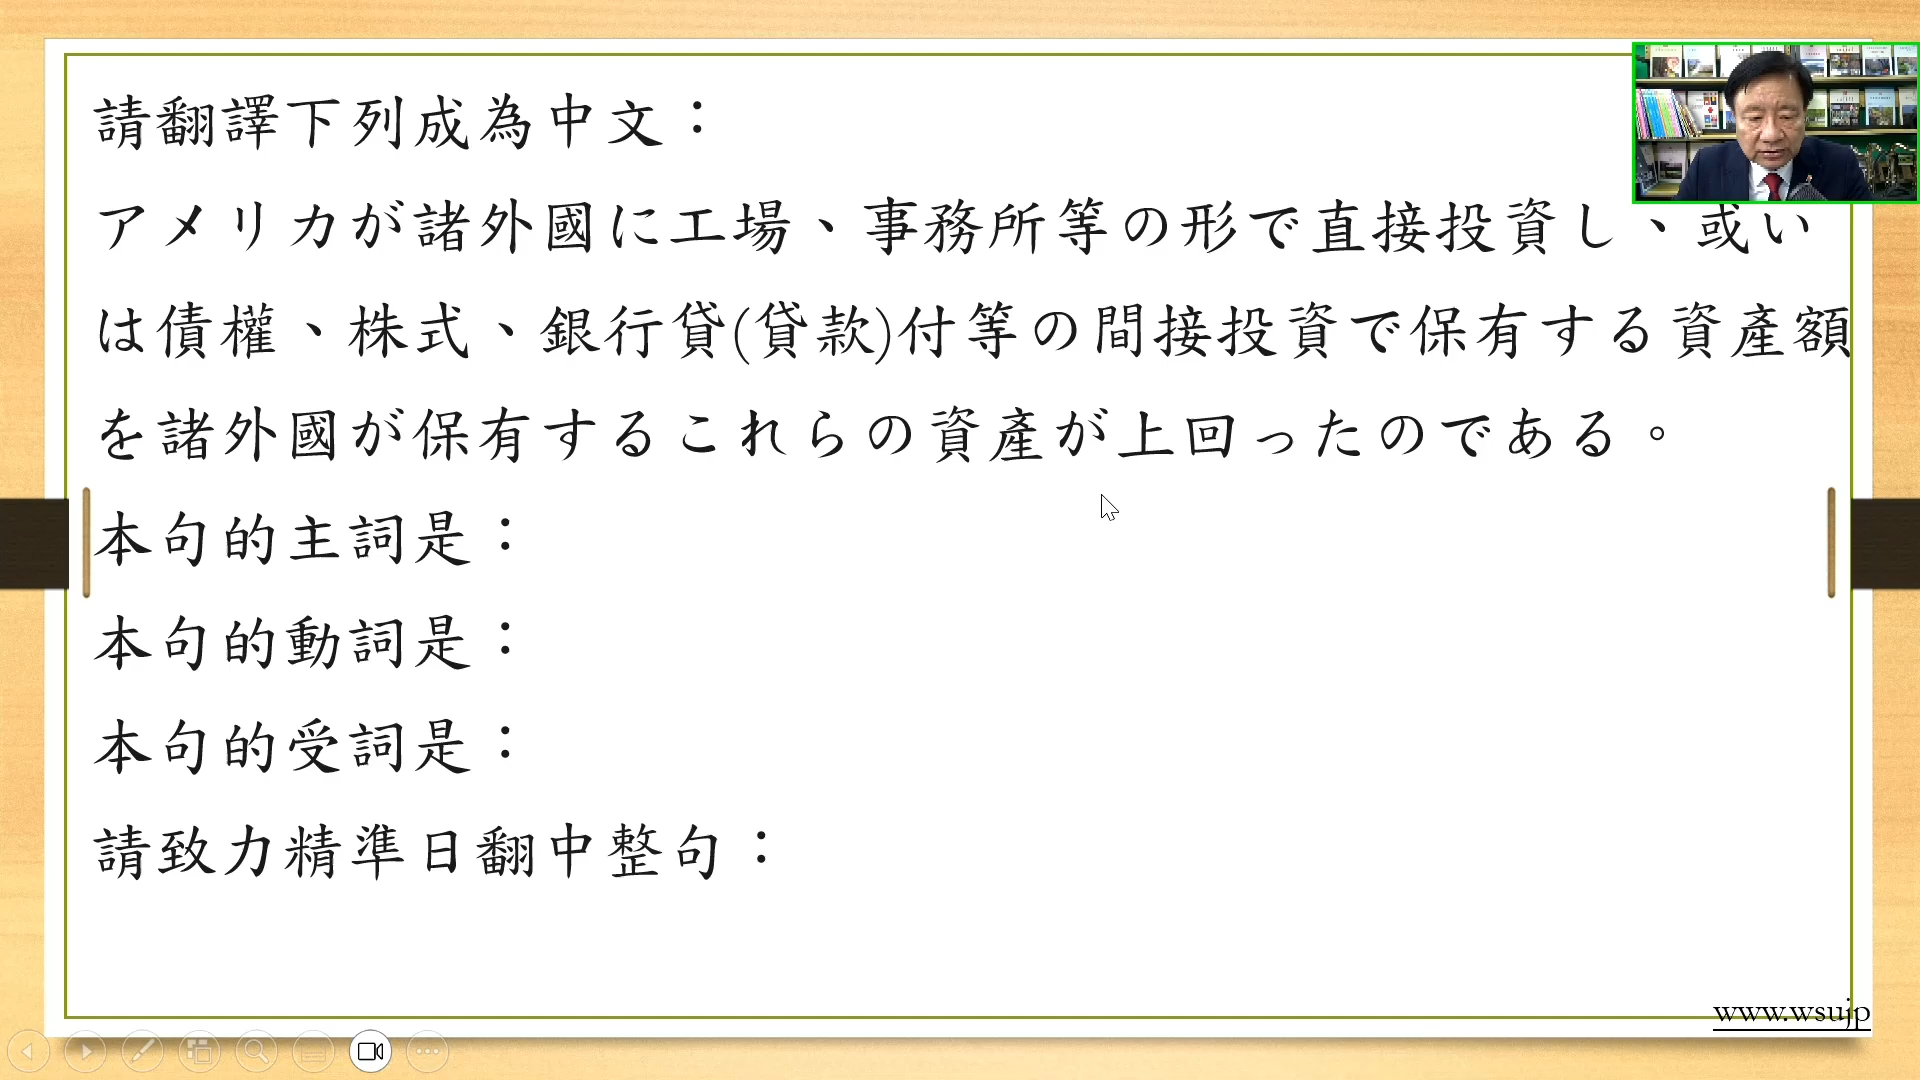 請翻譯下列成為中文：
アメリカが諸外國に工場、事務所等の形で直接投資し、或い
は債權、株式、銀行貸(貸款)付等の間接投資で保有する資產額
を諸外國が保有するこれらの資產が上回ったのである。
本句的主詞是：
本句的動詞是：
本句的受詞是：
請致力精準日翻中整句：
www.wsujp